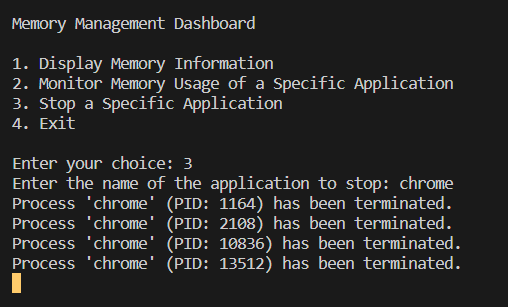 Memory Management Dashboard
1. Display Memory Information
2. Monitor Memory Usage of a Specific Application
3. Stop a Specific Application
4. Exit
Enter your choice: 3
Enter the name of the application to stop: chrome
Process 'chrome' (PID: 1164) has been terminated.
Process 'chrome' (PID: 2108) has been terminated.
Process 'chrome' (PID: 10836) has been terminated.
Process 'chrome' (PID: 13512) has been terminated.